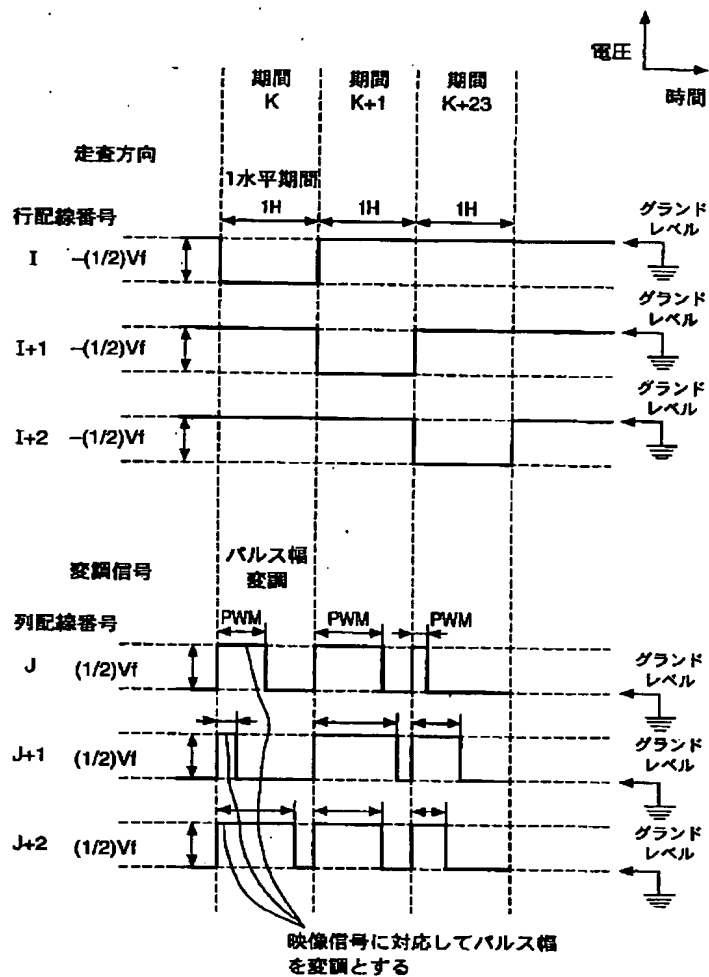 電圧
時間
期間 期間 期間
K K+1 K+23
走査方向
1水平期間
1H 1H 1H
行配線番号
グランド
レベル
I −(1/2)Vf
グランド
レベル
I+1 −(1/2)Vf
グランド
レベル
I+2 −(1/2)Vf
変調信号
パルス幅
変調
列配線番号
PWM PWM PWM
J (1/2)Vf
グランド
レベル
J+1 (1/2)Vf
グランド
レベル
J+2 (1/2)Vf
グランド
レベル
映像信号に対応してパルス幅
を変調とする